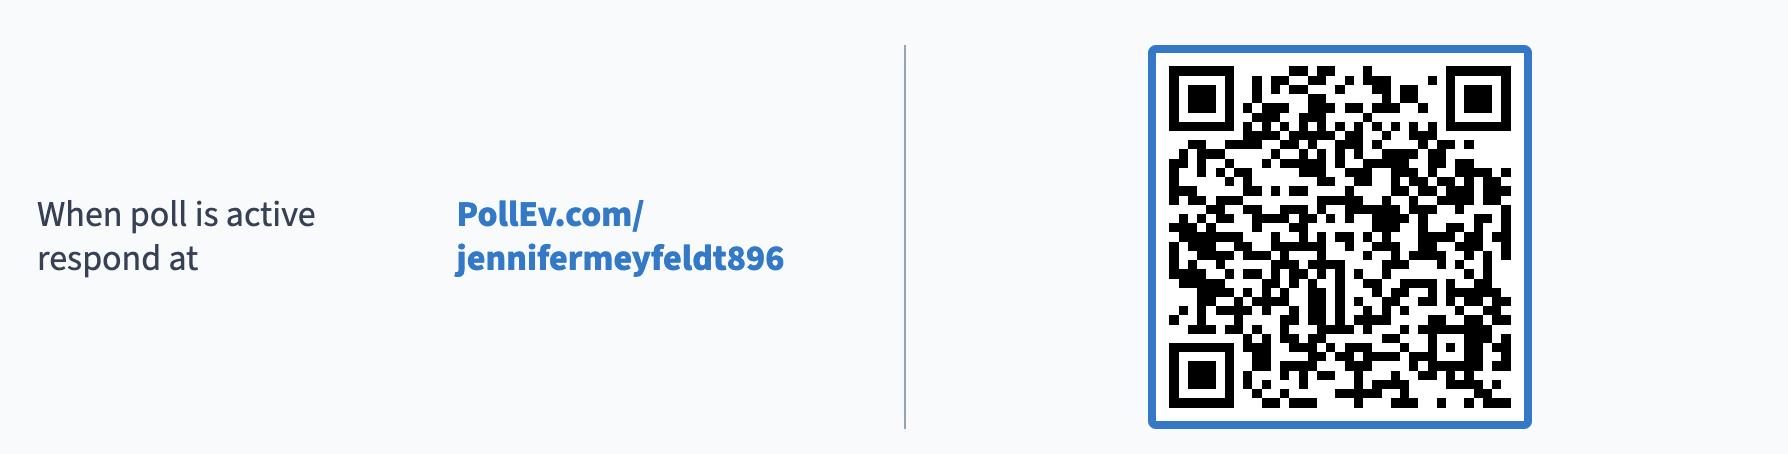 When poll is active
respond at
PollEv.com/
jennifermeyfeldt896